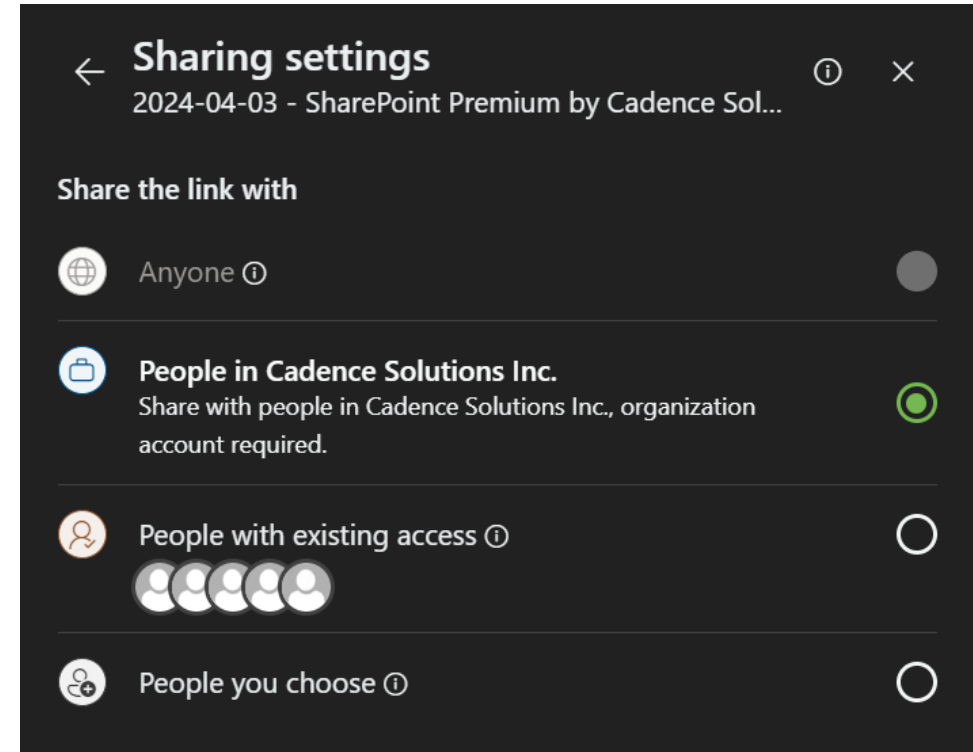 Sharing settings
2024-04-03 - SharePoint Premium by Cadence Sol...
Share the link with
Anyone
People in Cadence Solutions Inc.
Share with people in Cadence Solutions Inc., organization
account required.
People with existing access
People you choose